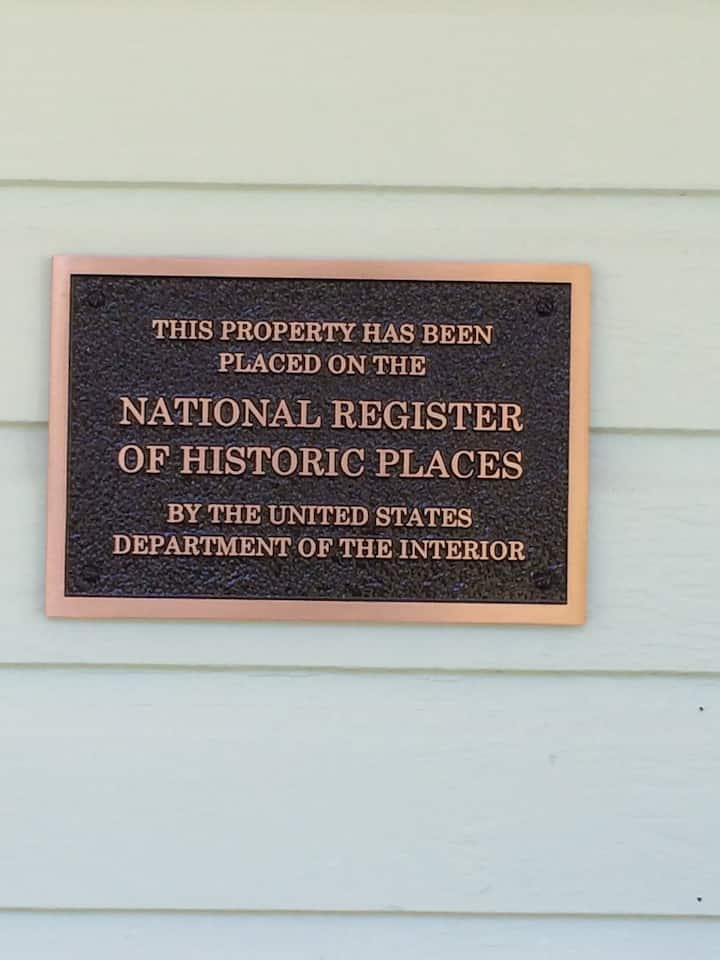 THIS PROPERTY HAS BEEN
PLACED ON THE
NATIONAL REGISTER
OF HISTORIC PLACES
BY THE UNITED STATES
DEPARTMENT OF THE INTERIOR